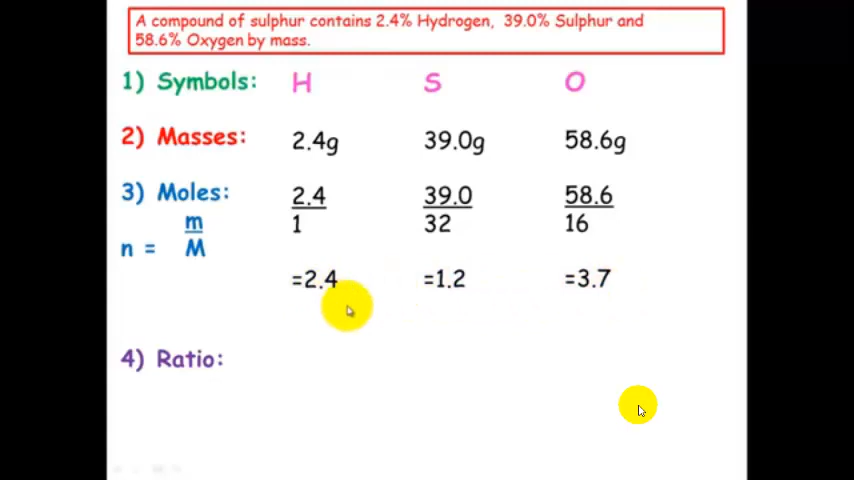 A compound of sulphur contains 2.4% Hydrogen, 39.0% Sulphur and
58.6% Oxygen by mass.
1) Symbols: H S O
2) Masses: 2.4g 39.0g 58.6g
3) Moles: 2.4 39.0 58.6
m 1 32 16
n = M
=2.4 =1.2 =3.7
4) Ratio: